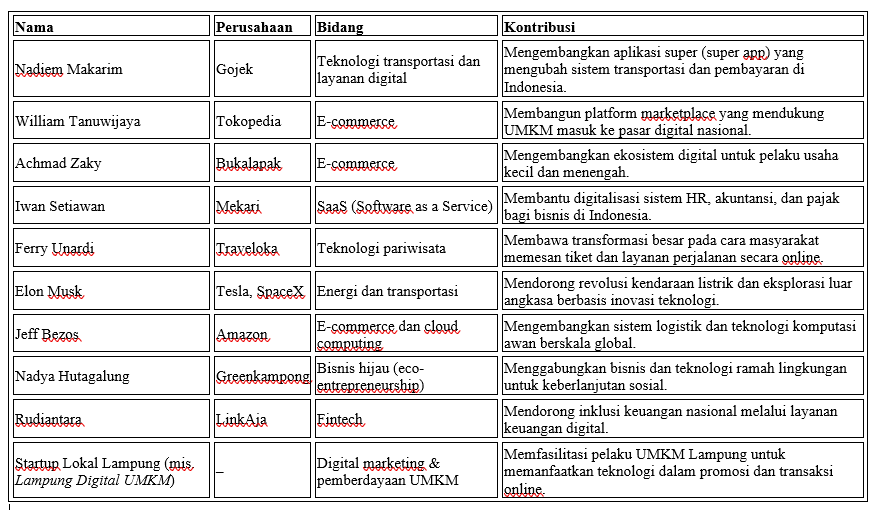 Nama Perusahaan Bidang Kontribusi
Nadiem Makarim Gojek Teknologi transportasi dan layanan digital Mengembangkan aplikasi super (super app) yang mengubah sistem transportasi dan pembayaran di Indonesia.
William Tanuwijaya Tokopedia E-commerce Membangun platform marketplace yang mendukung UMKM masuk ke pasar digital nasional.
Achmad Zaky Bukalapak E-commerce Mengembangkan ekosistem digital untuk pelaku usaha kecil dan menengah.
Iwan Setiawan Mekari SaaS (Software as a Service) Membantu digitalisasi sistem HR, akuntansi, dan pajak bagi bisnis di Indonesia.
Ferry Unardi Traveloka Teknologi pariwisata Membawa transformasi besar pada cara masyarakat memesan tiket dan layanan perjalanan secara online.
Elon Musk Tesla, SpaceX Energi dan transportasi Mendorong revolusi kendaraan listrik dan eksplorasi luar angkasa berbasis inovasi teknologi.
Jeff Bezos Amazon E-commerce dan cloud computing Mengembangkan sistem logistik dan teknologi komputasi awan berskala global.
Nadya Hutagalung Greenkampong Bisnis hijau (eco-entrepreneurship) Menggabungkan bisnis dan teknologi ramah lingkungan untuk keberlanjutan sosial.
Rudiantara LinkAja Fintech Mendorong inklusi keuangan nasional melalui layanan keuangan digital.
Startup Lokal Lampung (mis. Lampung Digital UMKM) – Digital marketing & pemberdayaan UMKM Memfasilitasi pelaku UMKM Lampung untuk memanfaatkan teknologi dalam promosi dan transaksi online.